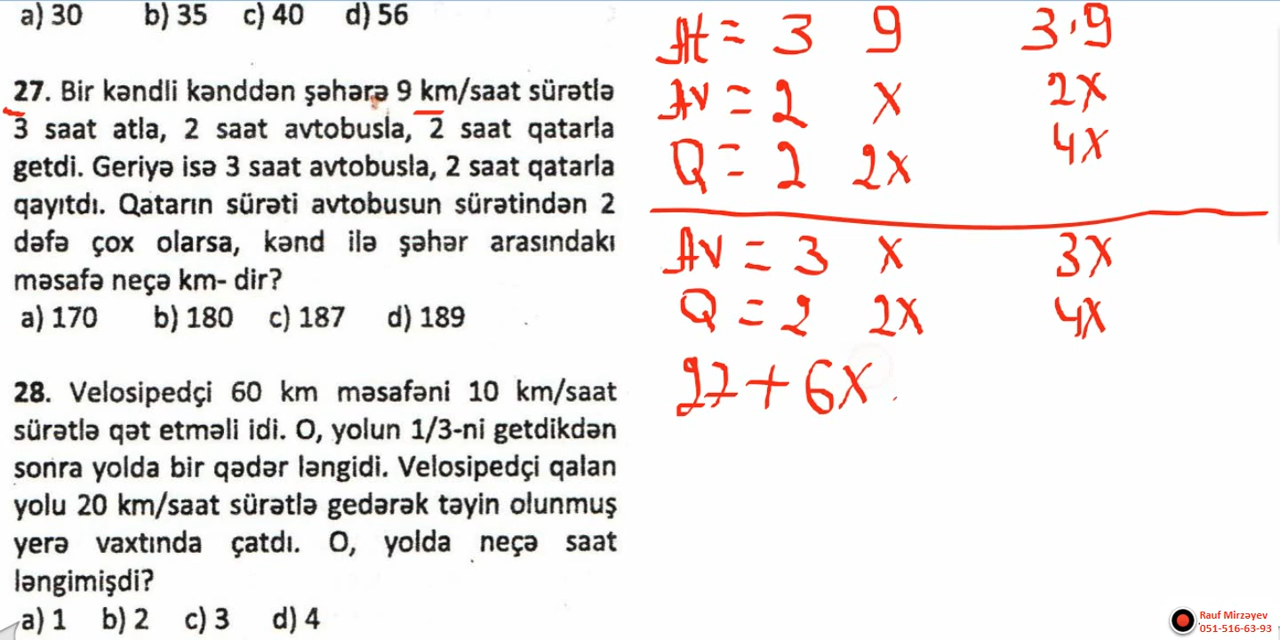 a) 30 b) 35 c) 40 d) 56
27. Bir kəndli kənddən şəhərə 9 km/saat sürətlə
3 saat atla, 2 saat avtobusla, 2 saat qatarla
getdi. Geriyə isə 3 saat avtobusla, 2 saat qatarla
qayıtdı. Qatarın sürəti avtobusun sürətindən 2
dəfə çox olarsa, kənd ilə şəhər arasındakı
məsafə neçə km- dir?
a) 170 b) 180 c) 187 d) 189
28. Velosipedçi 60 km məsafəni 10 km/saat
sürətlə qət etməli idi. O, yolun 1/3-ni getdikdən
sonra yolda bir qədər ləngidi. Velosipedçi qalan
yolu 20 km/saat sürətlə gedərək təyin olunmuş
yerə vaxtında çatdı. O, yolda neçə saat
ləngimişdi?
a) 1 b) 2 c) 3 d) 4
At = 3 9 3·9
AV = 2 x 2x
Q = 2 2x 4x
AV = 3 x 3x
Q = 2 2x 4x
27 + 6x
Rauf Mirzəyev
051-516-63-93